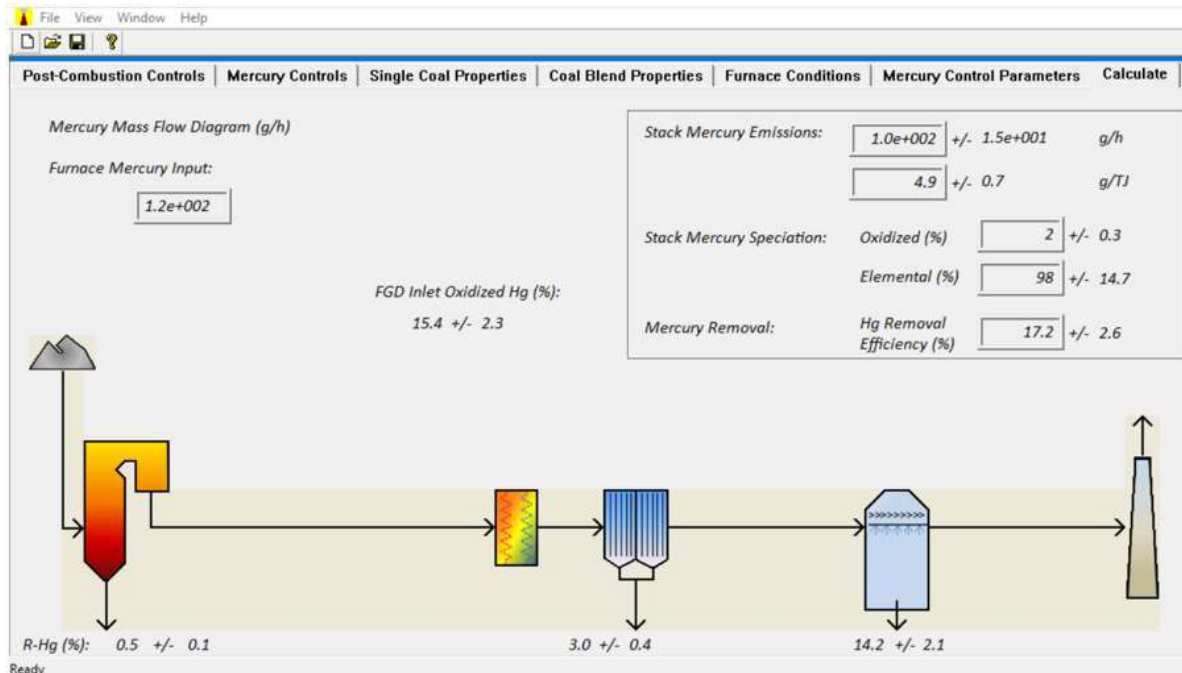 File View Window Help
Post-Combustion Controls Mercury Controls Single Coal Properties Coal Blend Properties Furnace Conditions Mercury Control Parameters Calculate
Mercury Mass Flow Diagram (g/h)
Furnace Mercury Input:
1.2e+002
Stack Mercury Emissions: 1.0e+002 +/- 1.5e+001 g/h
4.9 +/- 0.7 g/TJ
Stack Mercury Speciation: Oxidized (%) 2 +/- 0.3
Elemental (%) 98 +/- 14.7
Mercury Removal: Hg Removal
Efficiency (%) 17.2 +/- 2.6
FGD Inlet Oxidized Hg (%):
15.4 +/- 2.3
>>>>>>>>>
R-Hg (%): 0.5 +/- 0.1 3.0 +/- 0.4 14.2 +/- 2.1
Ready